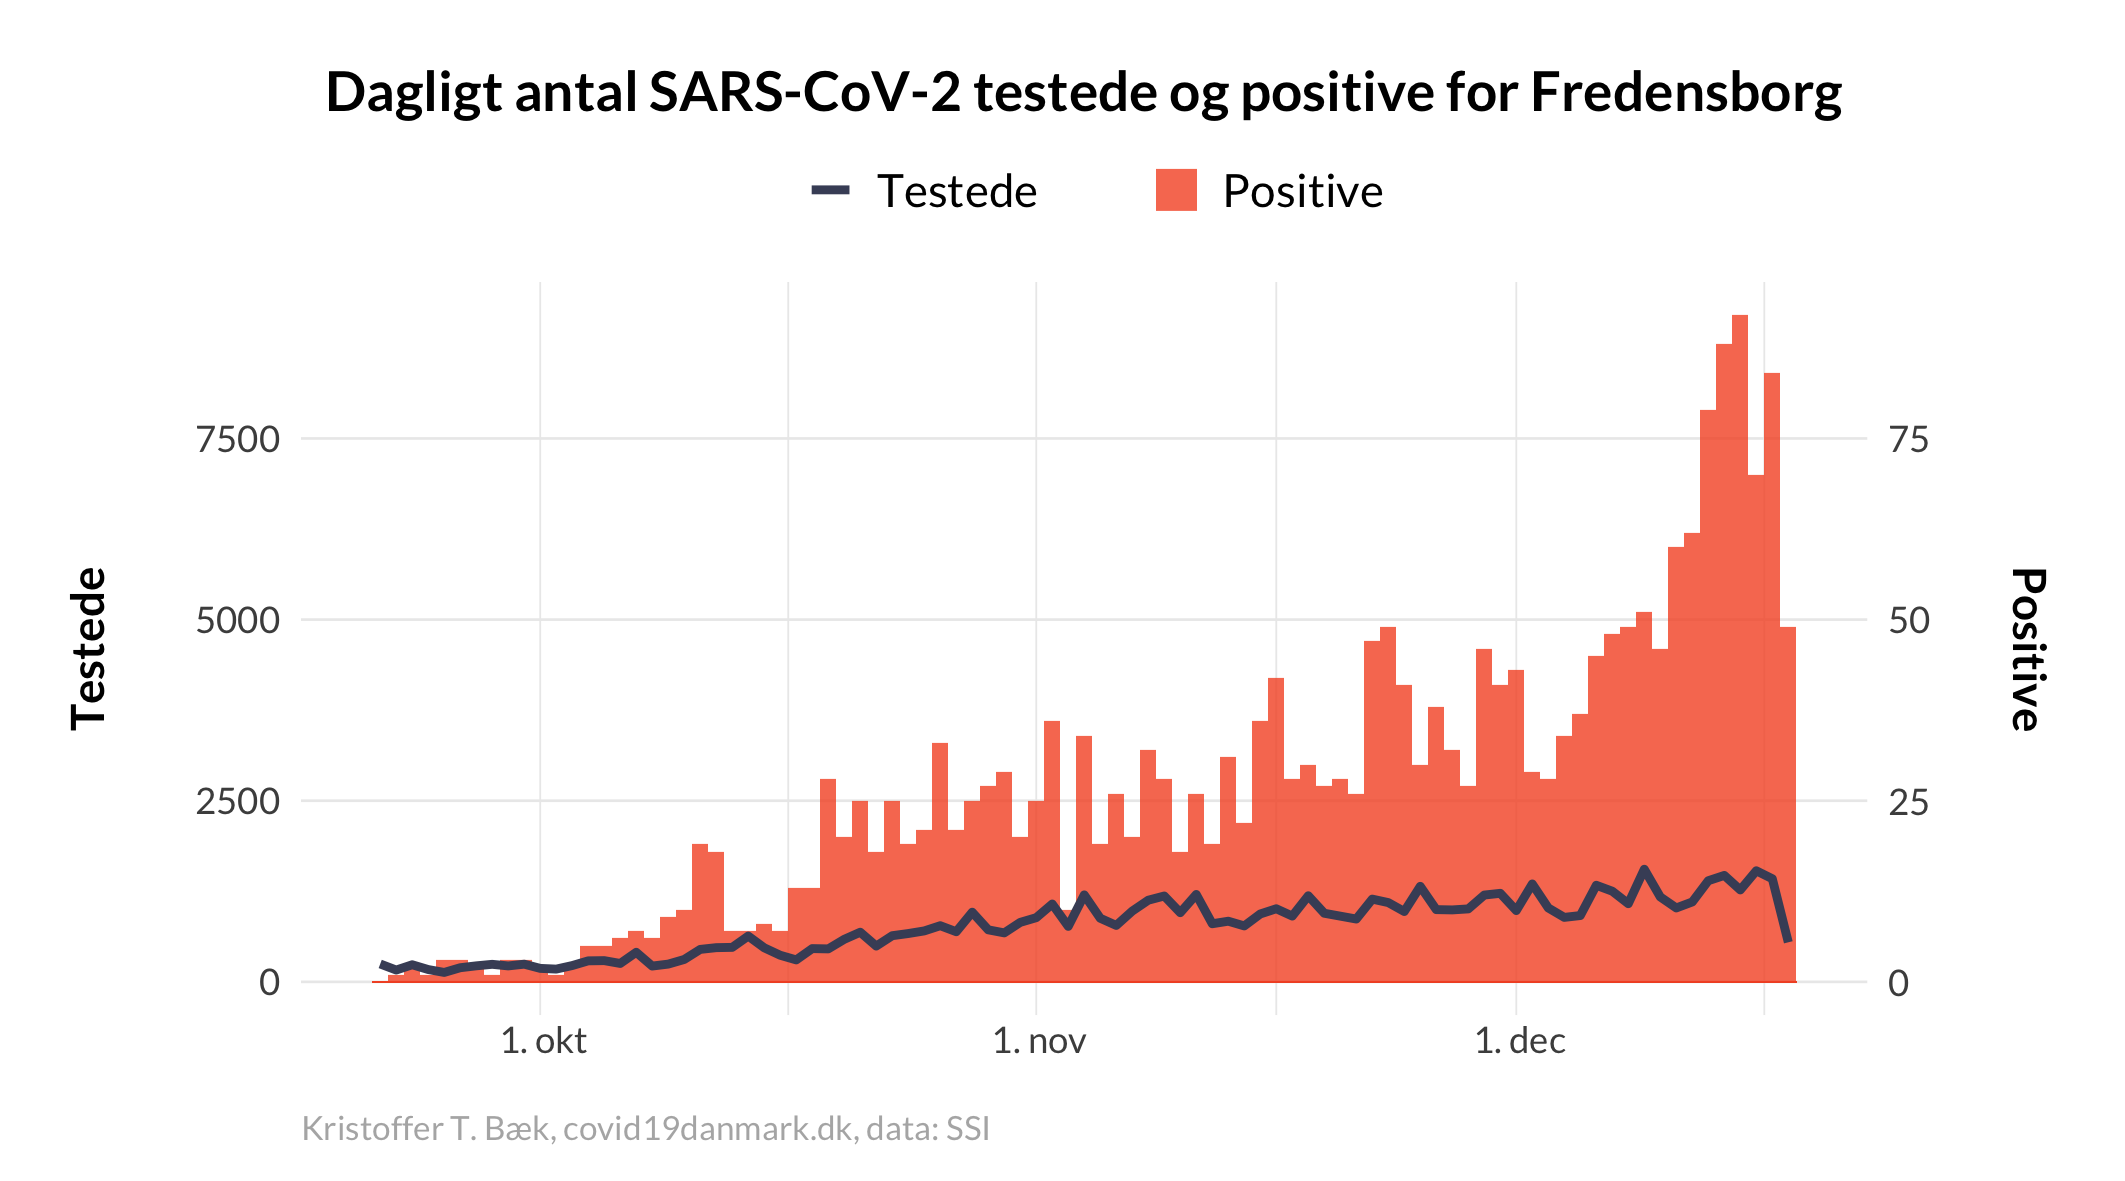 Dagligt antal SARS-CoV-2 testede og positive for Fredensborg
Testede
Positive
7500
5000
2500
0
75
50
25
0
Testede
Positive
1. okt
1. nov
1. dec
Kristoffer T. Bæk, covid19danmark.dk, data: SSI